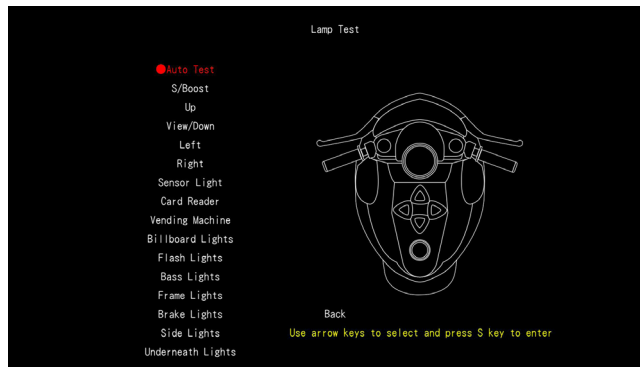 Lamp Test
Auto Test
S/Boost
Up
View/Down
Left
Right
Sensor Light
Card Reader
Vending Machine
Billboard Lights
Flash Lights
Bass Lights
Frame Lights
Brake Lights
Side Lights
Underneath Lights
Back
Use arrow keys to select and press S key to enter